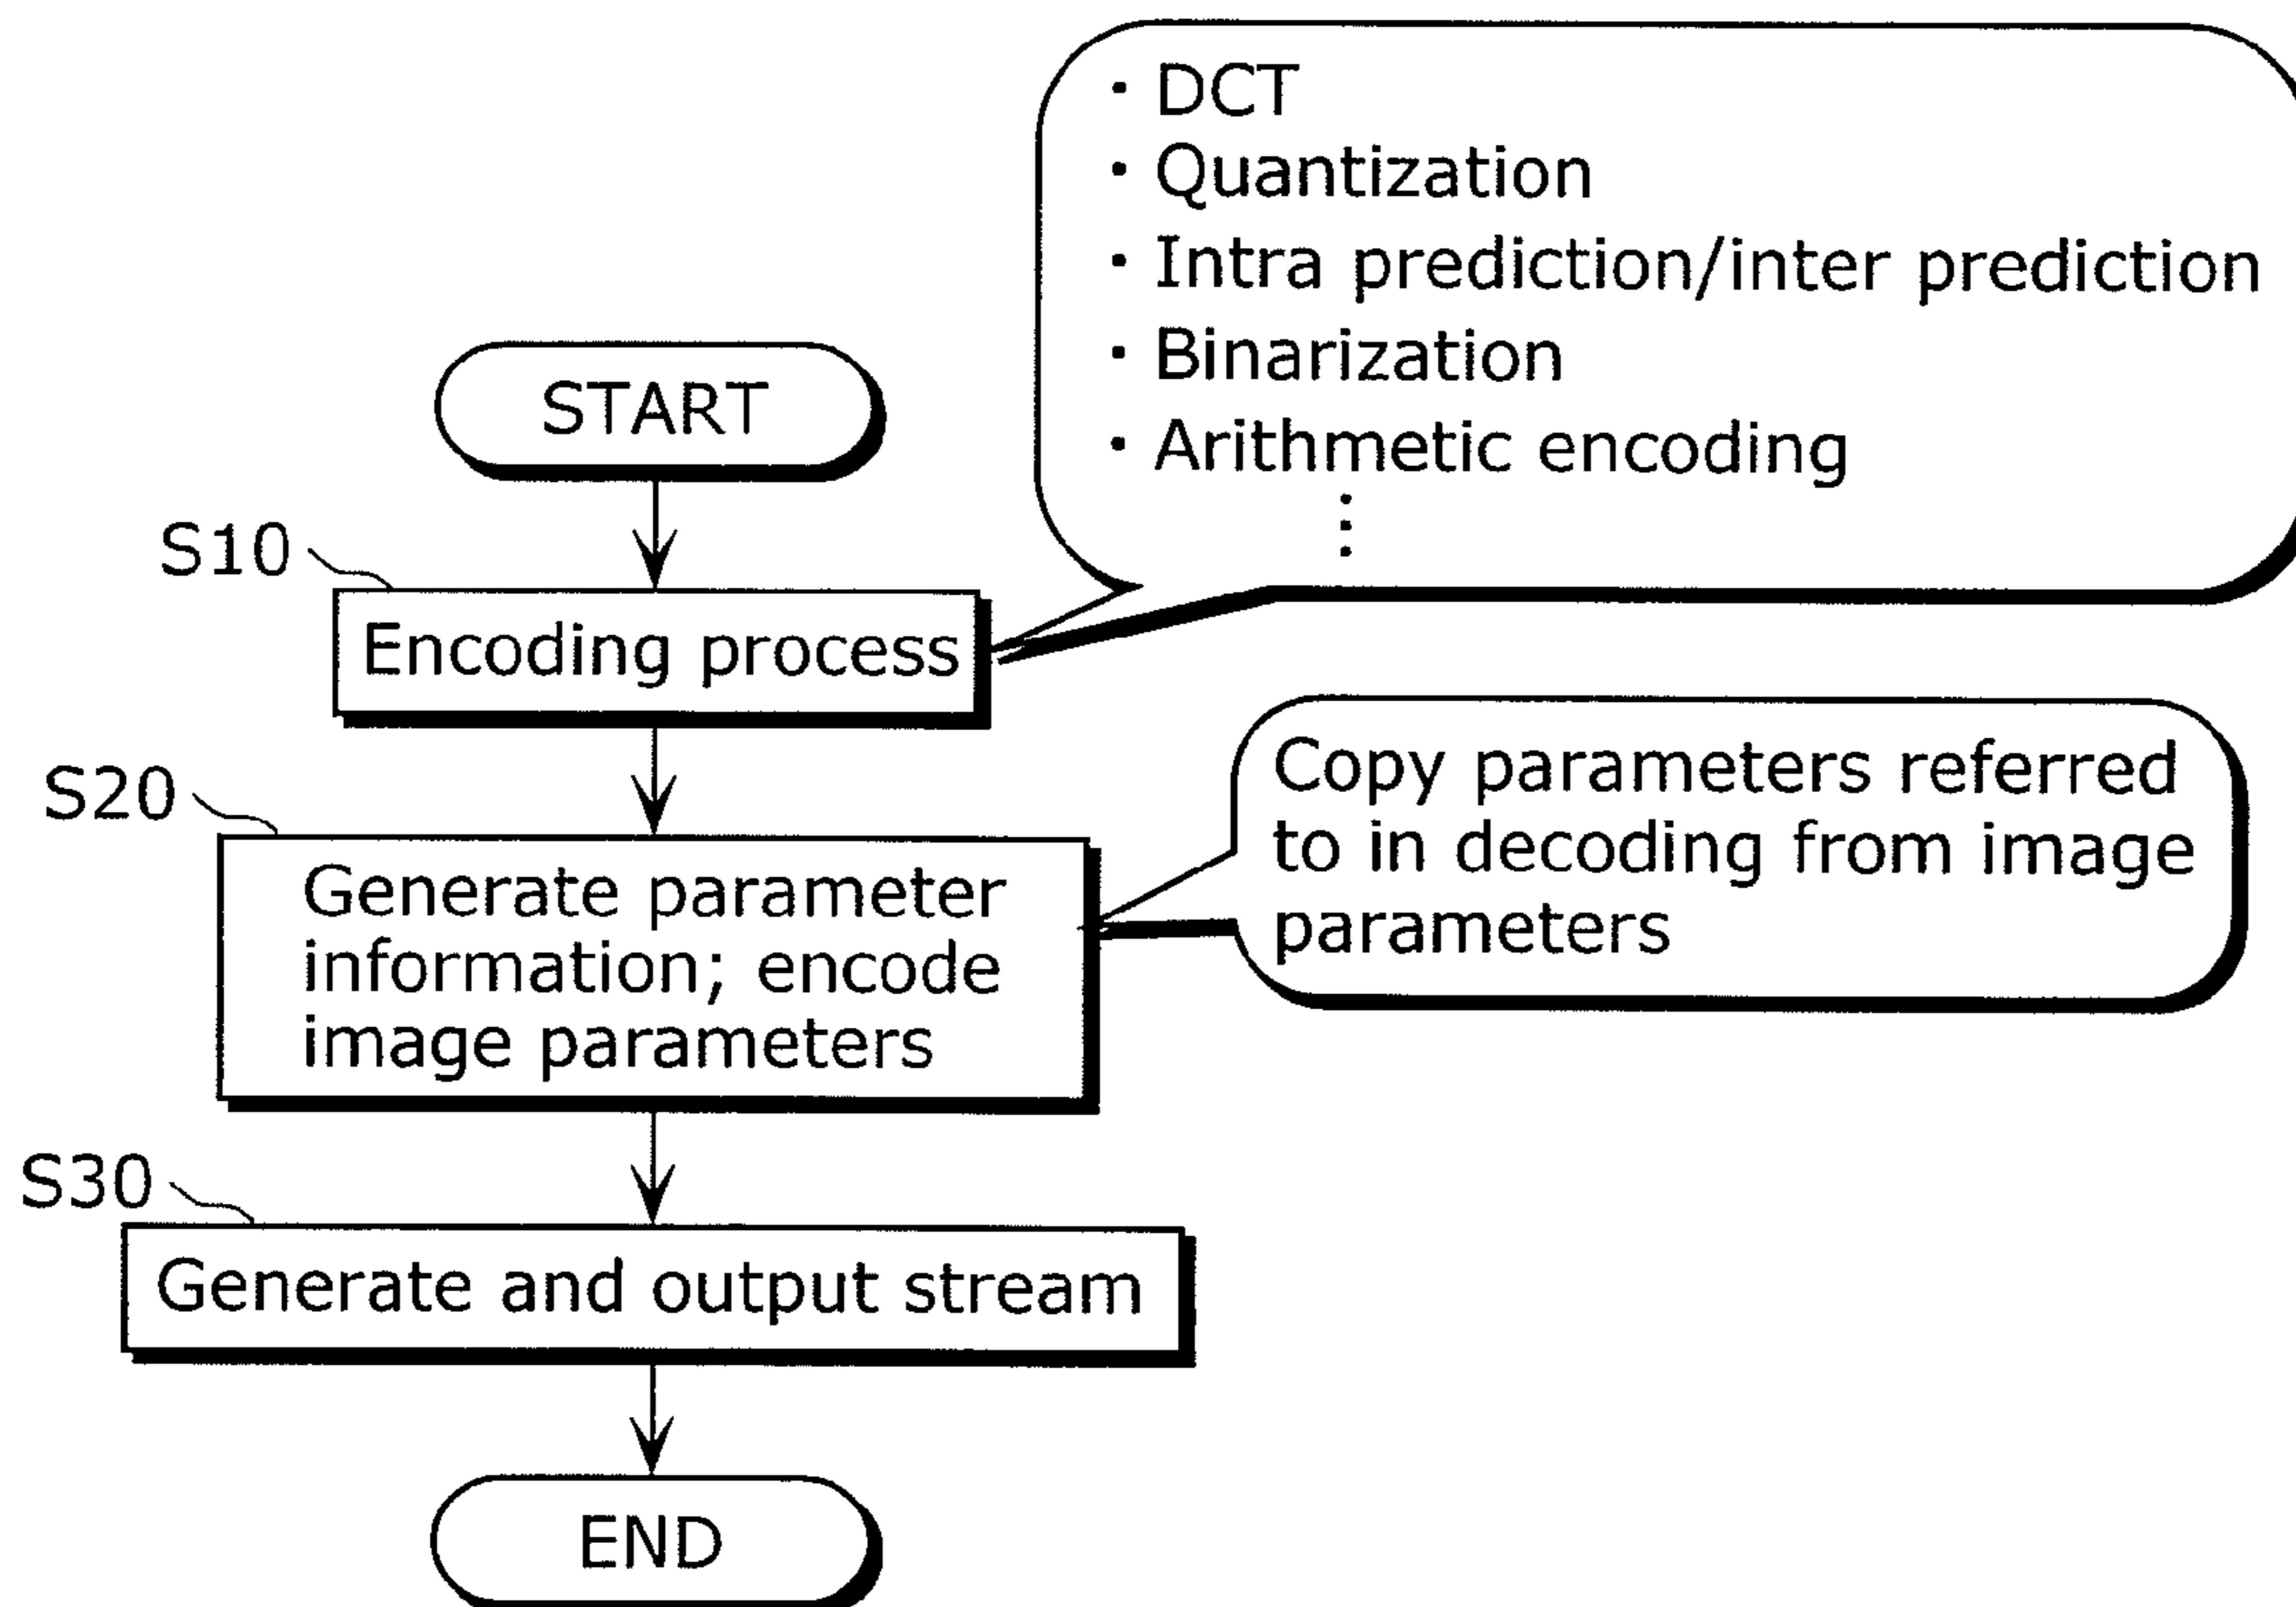 · DCT
· Quantization
· Intra prediction/inter prediction
· Binarization
· Arithmetic encoding
START
S10
Encoding process
S20
Generate parameter
information; encode
image parameters
Copy parameters referred
to in decoding from image
parameters
S30
Generate and output stream
END